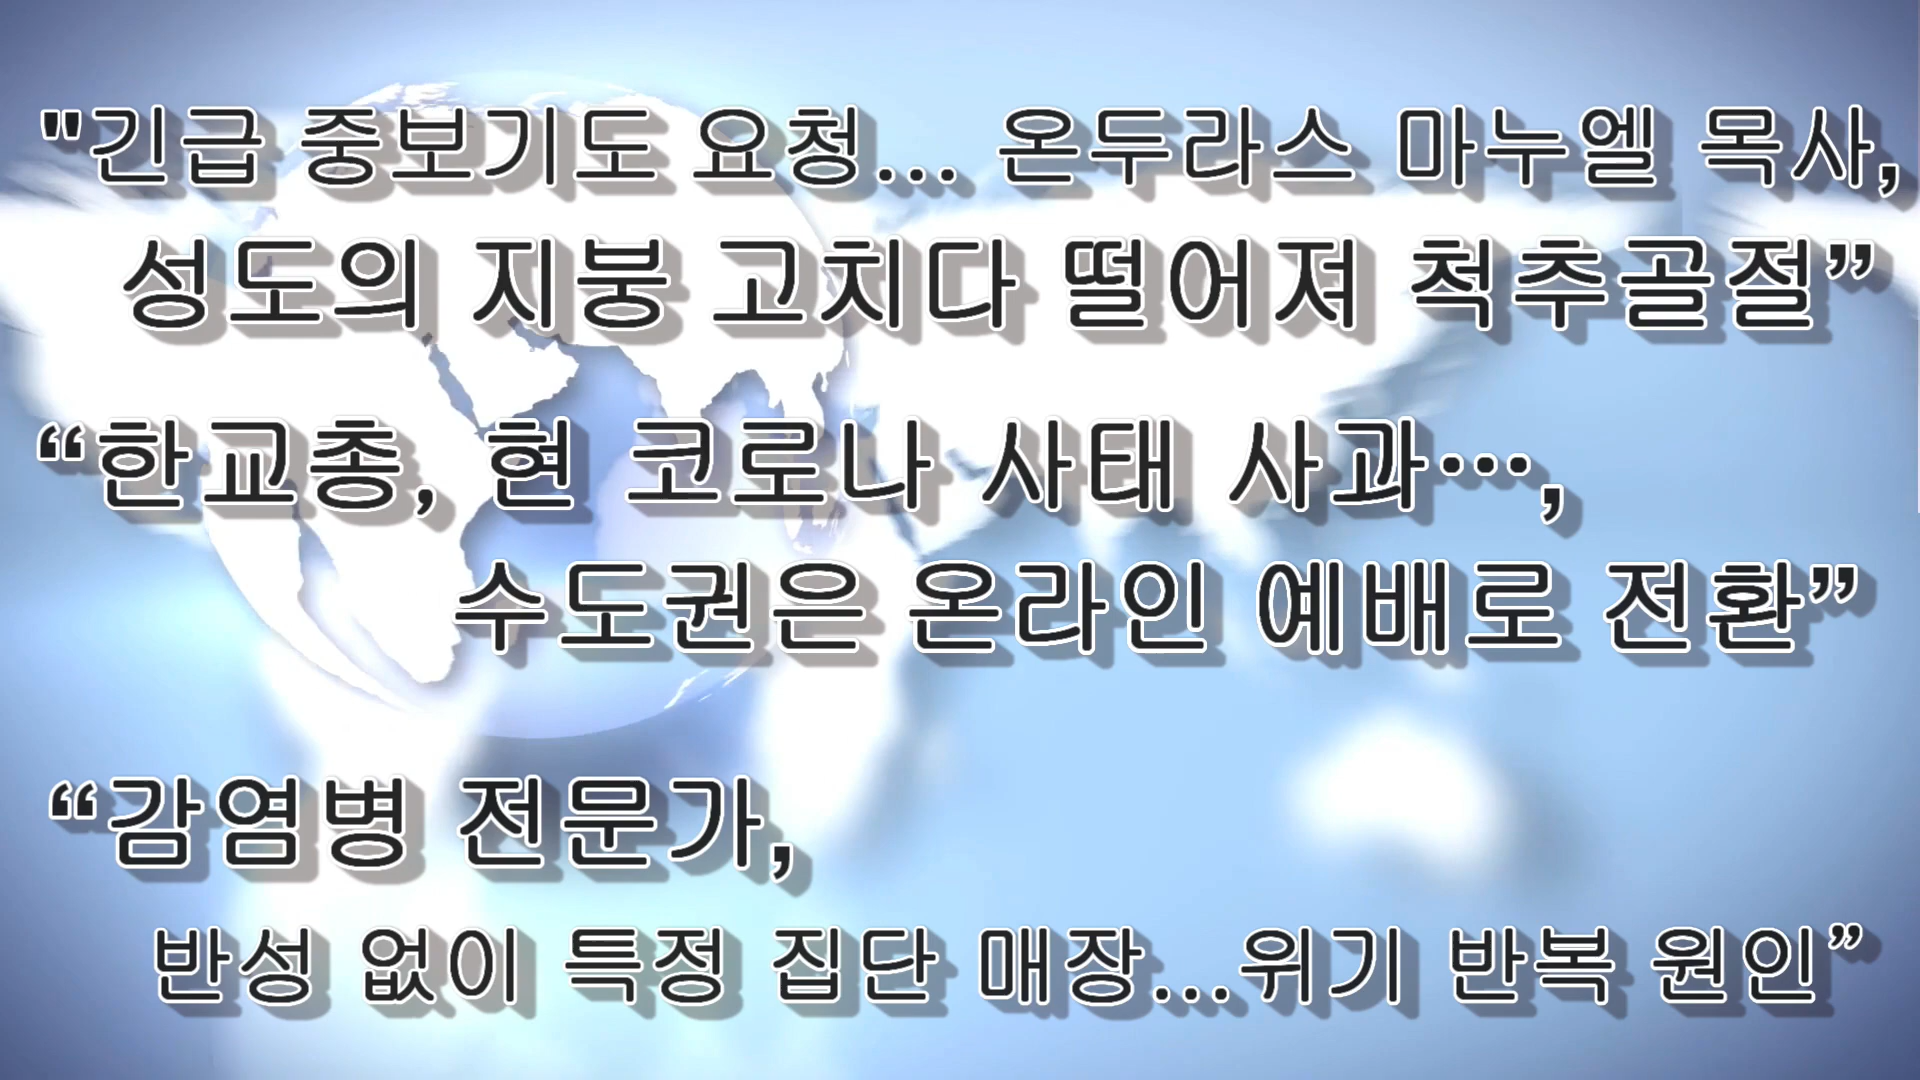 "긴급 중보기도 요청... 온두라스 마누엘 목사,
성도의 지붕 고치다 떨어져 척추골절”
“한교총, 현 코로나 사태 사과…,
수도권은 온라인 예배로 전환”
“감염병 전문가,
반성 없이 특정 집단 매장...위기 반복 원인”